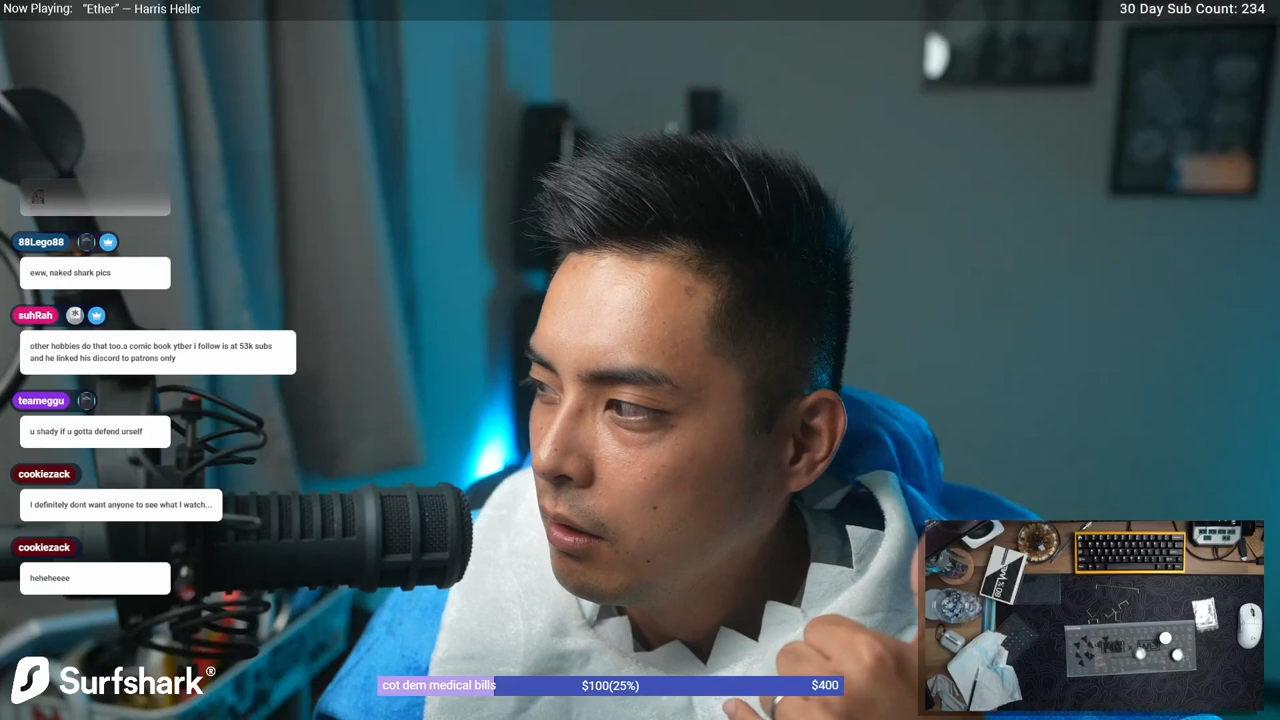 Now Playing: "Ether" — Harris Heller
30 Day Sub Count: 234
88Lego88
eww, naked shark pics
suhRah
other hobbies do that too.a comic book ytber i follow is at 53k subs
and he linked his discord to patrons only
teameggu
u shady if u gotta defend urself
cookiezack
I definitely dont want anyone to see what I watch...
cookiezack
heheheeee
Surfshark®
cot dem medical bills
$100(25%)
$400